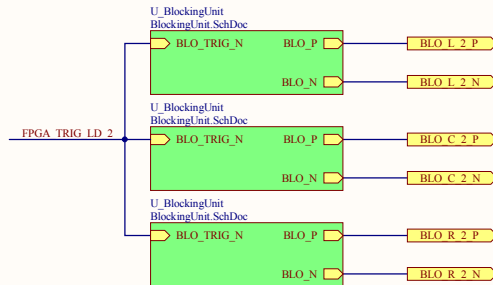 U_BlockingUnit
BlockingUnit.SchDoc
BLO_TRIG_N BLO_P BLO_L_2_P
BLO_N BLO_L_2_N
U_BlockingUnit
BlockingUnit.SchDoc
FPGA_TRIG_LD_2 BLO_TRIG_N BLO_P BLO_C_2_P
BLO_N BLO_C_2_N
U_BlockingUnit
BlockingUnit.SchDoc
BLO_TRIG_N BLO_P BLO_R_2_P
BLO_N BLO_R_2_N